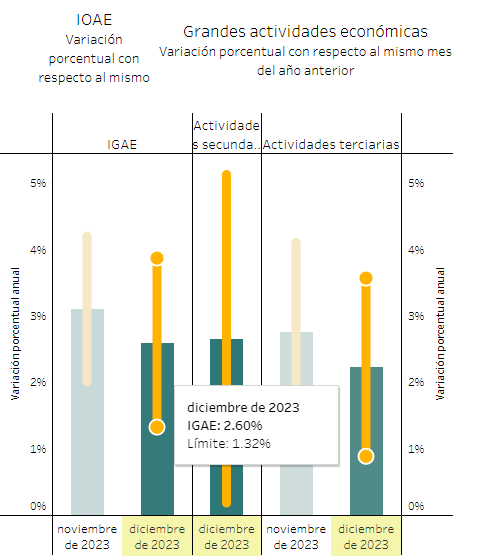 IOAE
Variación
porcentual con
respecto al mismo
Grandes actividades económicas
Variación porcentual con respecto al mismo mes
del año anterior
IGAE
Actividade
s secunda..
Actividades terciarias
5%
4%
3%
2%
1%
0%
Variación porcentual anual
5%
4%
3%
2%
1%
0%
Variación porcentual anual
diciembre de 2023
IGAE: 2.60%
Límite: 1.32%
noviembre
de 2023
diciembre
de 2023
diciembre
de 2023
noviembre
de 2023
diciembre
de 2023